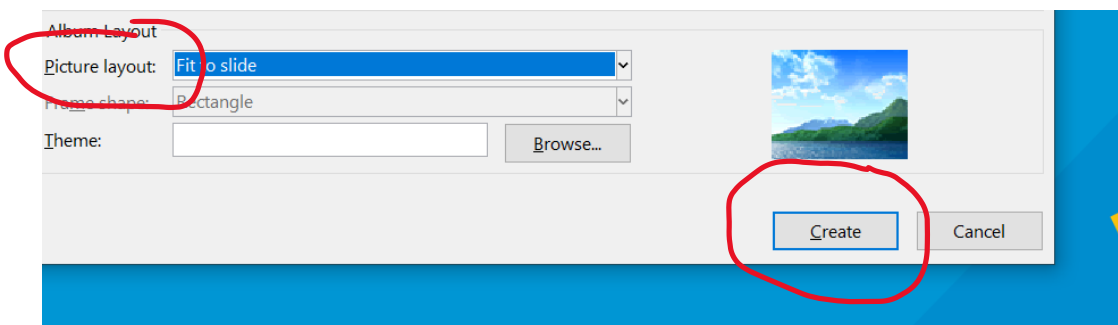 Album Layout
Picture layout: Fit to slide
Frame shape: Rectangle
Theme: Browse...
Create Cancel